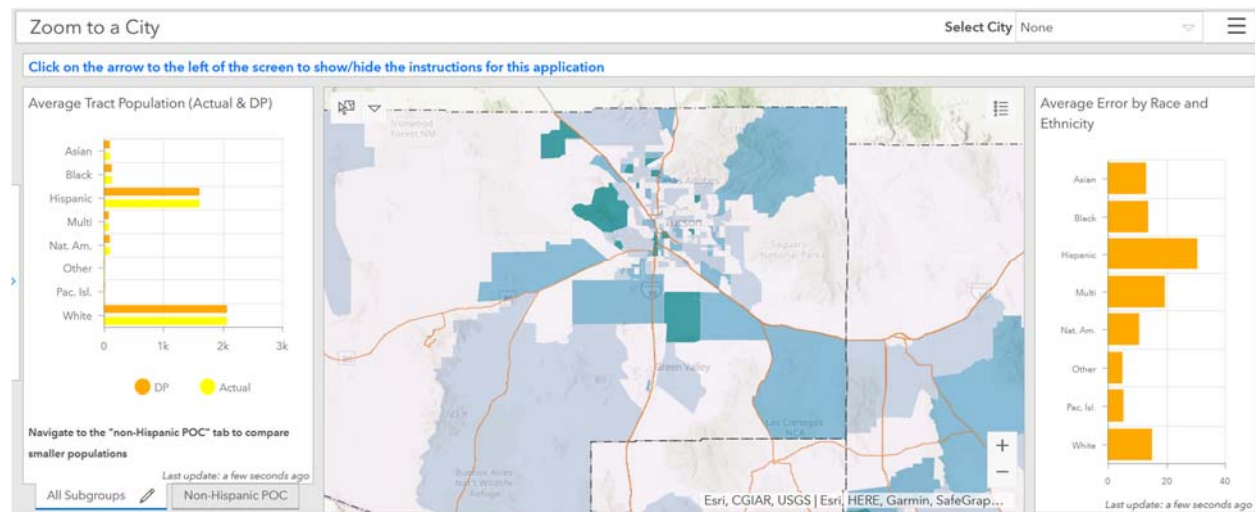 Zoom to a City
Select City None
Click on the arrow to the left of the screen to show/hide the instructions for this application
Average Tract Population (Actual & DP)
Asian
Black
Hispanic
Multi
Nat. Am.
Other
Pac. Isl.
White
0 1k 2k 3k
DP Actual
Navigate to the "non-Hispanic POC" tab to compare
smaller populations
Last update: a few seconds ago
All Subgroups Non-Hispanic POC
Ironwood
Forest NM
Tucson
Saguaro
National Park
Green Valley
Las Cienegas
NCA
Buenos Aires
Nat'l Wildlife
Refuge
+
−
Esri, CGIAR, USGS | Esri, HERE, Garmin, SafeGrap...
Average Error by Race and
Ethnicity
Asian
Black
Hispanic
Multi
Nat. Am.
Other
Pac. Isl.
White
0 20 40
Last update: a few seconds ago